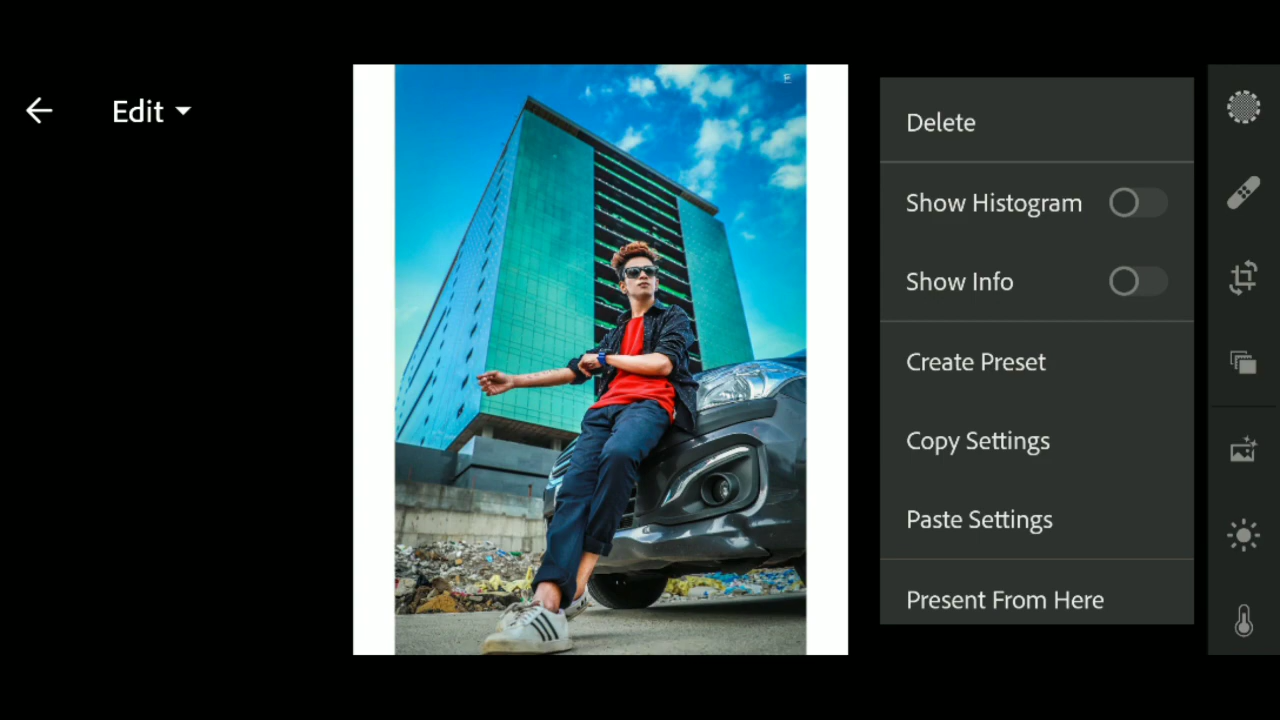 Edit
Delete
Show Histogram
Show Info
Create Preset
Copy Settings
Paste Settings
Present From Here